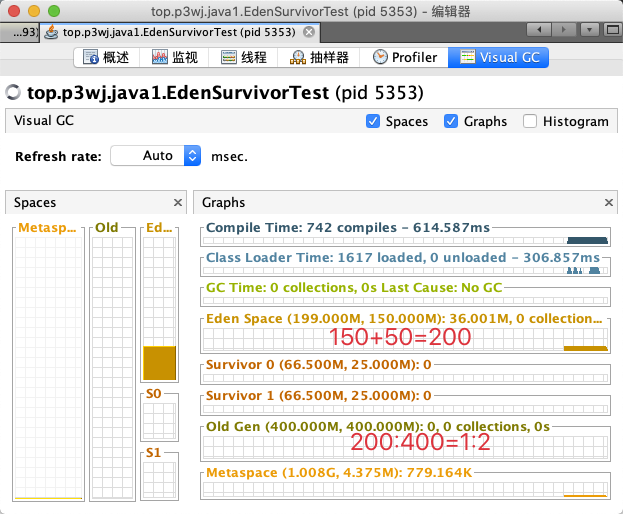 top.p3wj.java1.EdenSurvivorTest (pid 5353) - 编辑器
...93) top.p3wj.java1.EdenSurvivorTest (pid 5353)
概述 监视 线程 抽样器 Profiler Visual GC
top.p3wj.java1.EdenSurvivorTest (pid 5353)
Visual GC Spaces Graphs Histogram
Refresh rate: Auto msec.
Spaces
Metasp... Old Ed...
S0
S1
Graphs
Compile Time: 742 compiles - 614.587ms
Class Loader Time: 1617 loaded, 0 unloaded - 306.857ms
GC Time: 0 collections, 0s Last Cause: No GC
Eden Space (199.000M, 150.000M): 36.001M, 0 collection...
150+50=200
Survivor 0 (66.500M, 25.000M): 0
Survivor 1 (66.500M, 25.000M): 0
Old Gen (400.000M, 400.000M): 0, 0 collections, 0s
200:400=1:2
Metaspace (1.008G, 4.375M): 779.164K